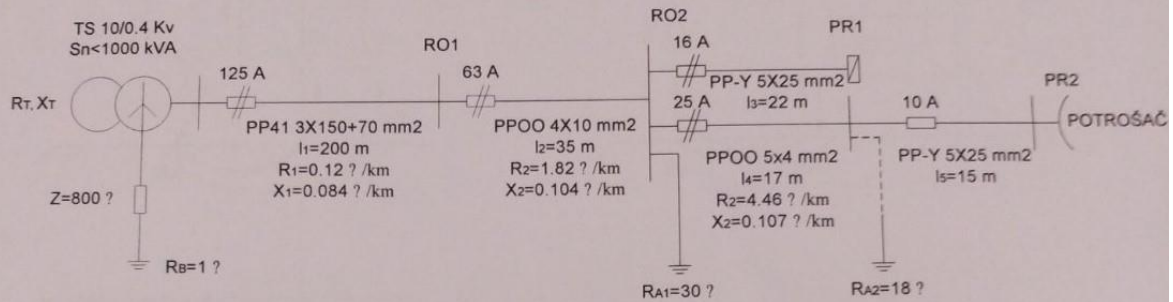 TS 10/0.4 Kv
Sn<1000 kVA
RT, XT
Z=800 ?
RB=1 ?
125 A
PP41 3X150+70 mm2
l1=200 m
R1=0.12 ? /km
X1=0.084 ? /km
RO1
63 A
PPOO 4X10 mm2
l2=35 m
R2=1.82 ? /km
X2=0.104 ? /km
RO2
16 A
PP-Y 5X25 mm2
l3=22 m
PR1
25 A
PPOO 5x4 mm2
l4=17 m
R2=4.46 ? /km
X2=0.107 ? /km
RA1=30 ?
RA2=18 ?
10 A
PP-Y 5X25 mm2
l5=15 m
PR2
POTROŠAČ